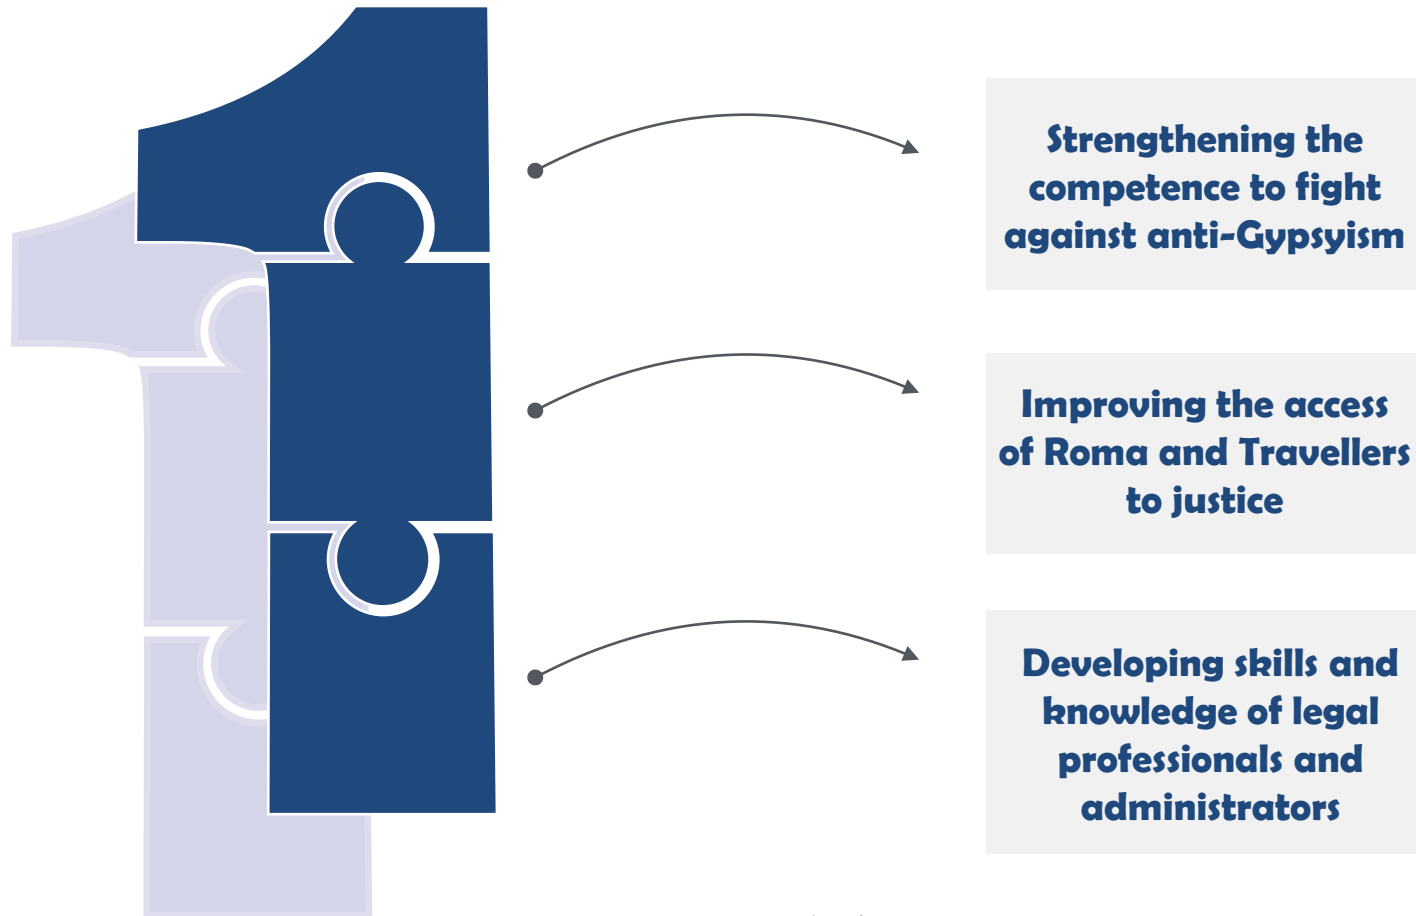 Strengthening the
competence to fight
against anti-Gypsyism
Improving the access
of Roma and Travellers
to justice
Developing skills and
knowledge of legal
professionals and
administrators